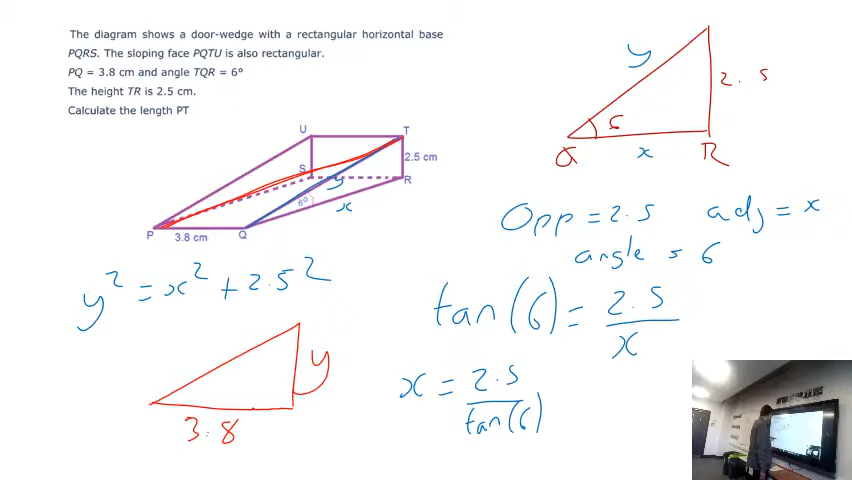 The diagram shows a door-wedge with a rectangular horizontal base
PQRS. The sloping face PQTU is also rectangular.
PQ = 3.8 cm and angle TQR = 6°
The height TR is 2.5 cm.
Calculate the length PT
U
T
S
2.5 cm
R
y
x
6°
P
3.8 cm
Q
y
2.5
6
Q
x
R
Opp = 2.5 adj = x
angle = 6
y² = x² + 2.5²
tan(6) = 2.5
x
x = 2.5
tan(6)
y
3.8